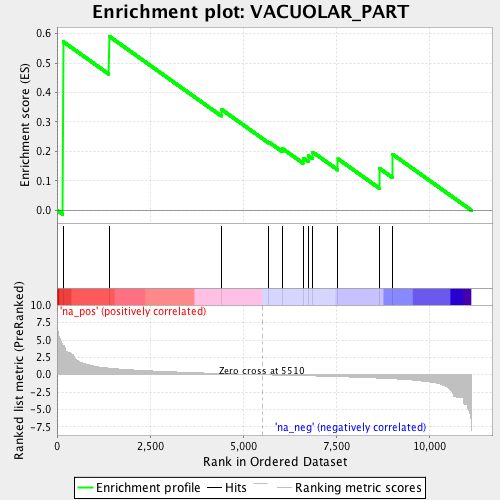 Enrichment plot: VACUOLAR_PART
Enrichment score (ES)
0.6
0.5
0.4
0.3
0.2
0.1
0.0
'na_pos' (positively correlated)
Ranked list metric (PreRanked)
10.0
7.5
5.0
2.5
0.0
-2.5
-5.0
-7.5
Zero cross at 5510
'na_neg' (negatively correlated)
0
2,500
5,000
7,500
10,000
Rank in Ordered Dataset
Enrichment profile
Hits
Ranking metric scores